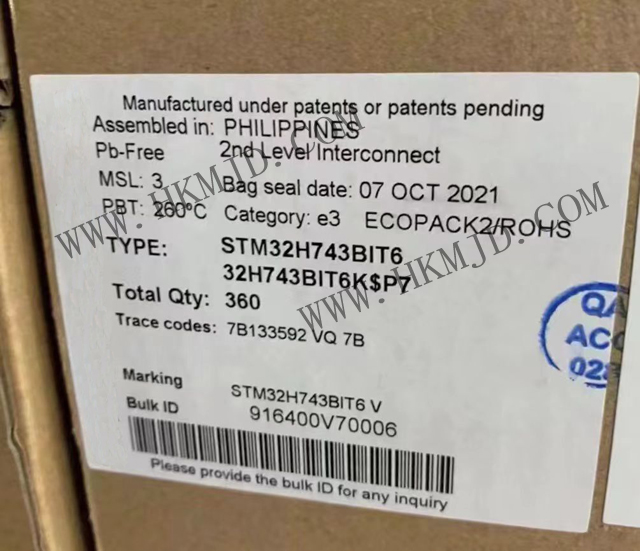 Manufactured under patents or patents pending
Assembled in: PHILIPPINES
Pb-Free 2nd Level Interconnect
MSL: 3 Bag seal date: 07 OCT 2021
PBT: 260°C Category: e3 ECOPACK2/ROHS
TYPE: STM32H743BIT6
32H743BIT6K$P7
Total Qty: 360
Trace codes: 7B133592 VQ 7B
Marking STM32H743BIT6 V
Bulk ID 916400V70006
Please provide the bulk ID for any inquiry
QA
ACC
028
WWW.HKMJD.COM
WWW.HKMJD.COM